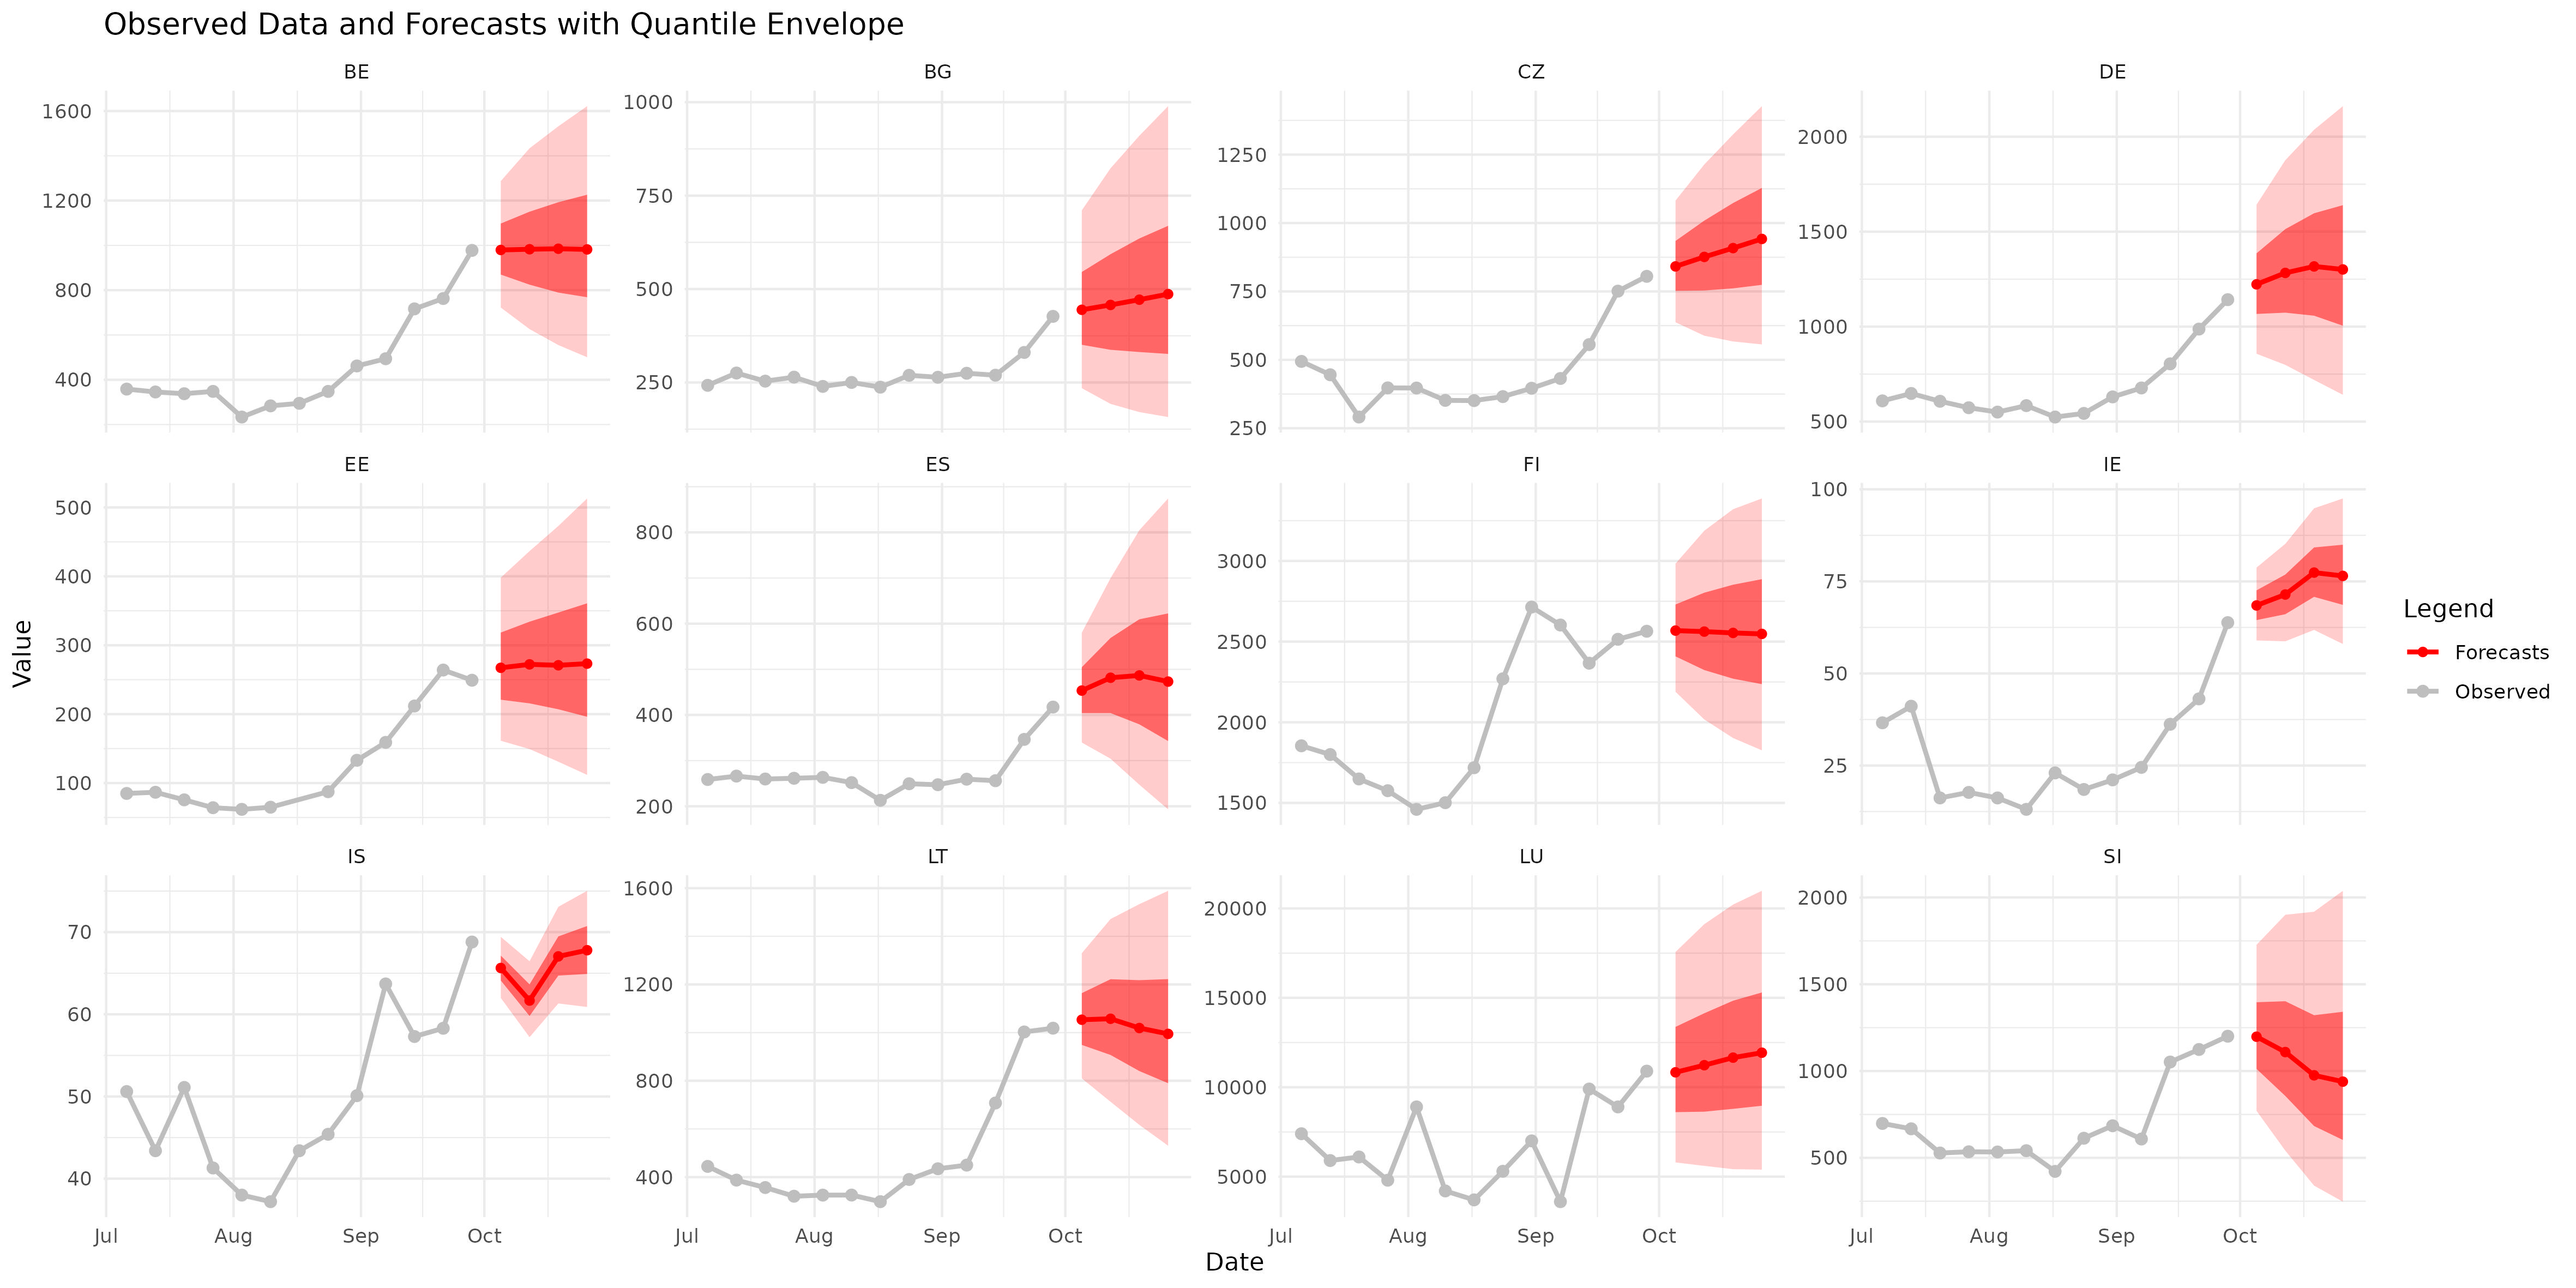 Observed Data and Forecasts with Quantile Envelope
BE
BG
CZ
DE
1600
1200
800
400
1000
750
500
250
1250
1000
750
500
250
2000
1500
1000
500
EE
ES
FI
IE
500
400
300
200
100
800
600
400
200
3000
2500
2000
1500
100
75
50
25
IS
LT
LU
SI
70
60
50
40
1600
1200
800
400
20000
15000
10000
5000
2000
1500
1000
500
Jul Aug Sep Oct
Jul Aug Sep Oct
Jul Aug Sep Oct
Jul Aug Sep Oct
Date
Value
Legend
Forecasts
Observed